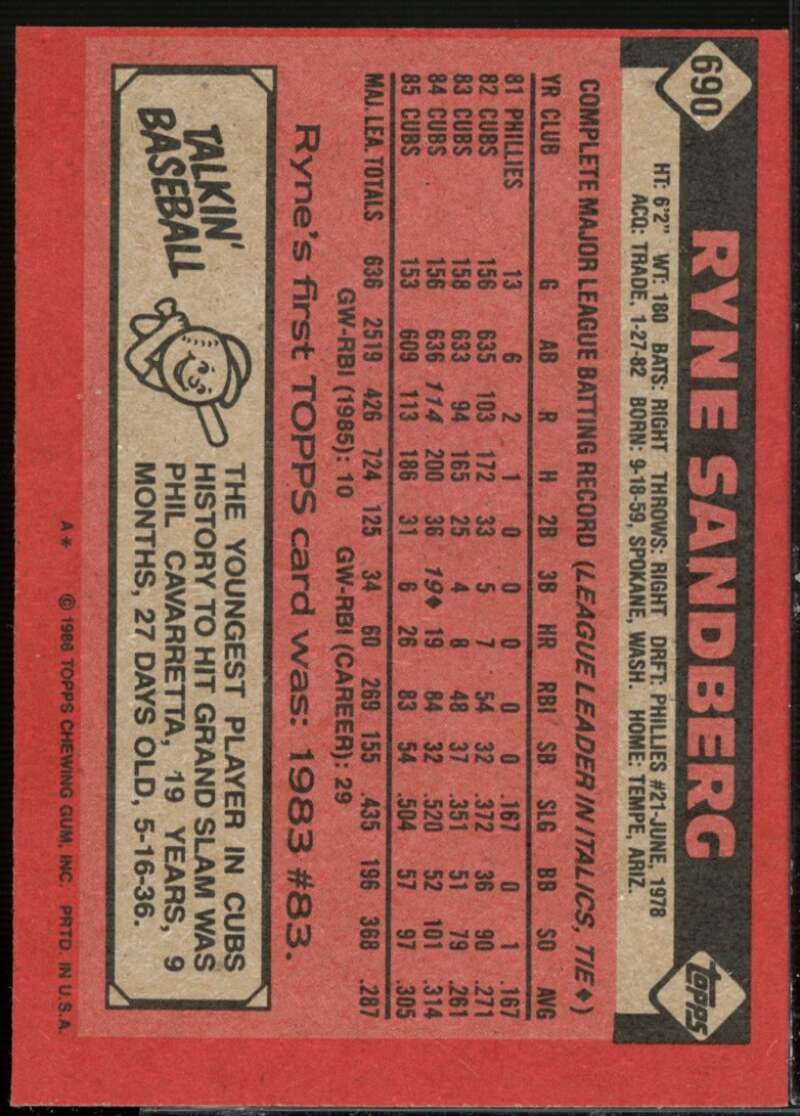 690
RYNE SANDBERG
topps
HT: 6'2" WT: 180 BATS: RIGHT THROWS: RIGHT DRFT: PHILLIES #21-JUNE, 1978
ACQ: TRADE, 1-27-82 BORN: 9-18-59, SPOKANE, WASH. HOME: TEMPE, ARIZ.
COMPLETE MAJOR LEAGUE BATTING RECORD (LEAGUE LEADER IN ITALICS, TIE♦)
YR CLUB G AB R H 2B 3B HR RBI SB SLG BB SO AVG
81 PHILLIES 13 6 2 1 0 0 0 0 0 .167 0 1 .167
82 CUBS 156 635 103 172 33 5 7 54 32 .372 36 90 .271
83 CUBS 158 633 94 165 25 4 8 48 37 .351 51 79 .261
84 CUBS 156 636 114 200 36 19♦ 19 84 32 .520 52 101 .314
85 CUBS 153 609 113 186 31 6 26 83 54 .504 57 97 .305
MAJ. LEA. TOTALS 636 2519 426 724 125 34 60 269 155 .435 196 368 .287
GW-RBI (1985): 10 GW-RBI (CAREER): 29
Ryne's first TOPPS card was: 1983 #83.
TALKIN'
BASEBALL
THE YOUNGEST PLAYER IN CUBS
HISTORY TO HIT GRAND SLAM WAS
PHIL CAVARRETTA, 19 YEARS, 9
MONTHS, 27 DAYS OLD, 5-16-36.
A* © 1986 TOPPS CHEWING GUM, INC. PRTD. IN U.S.A.